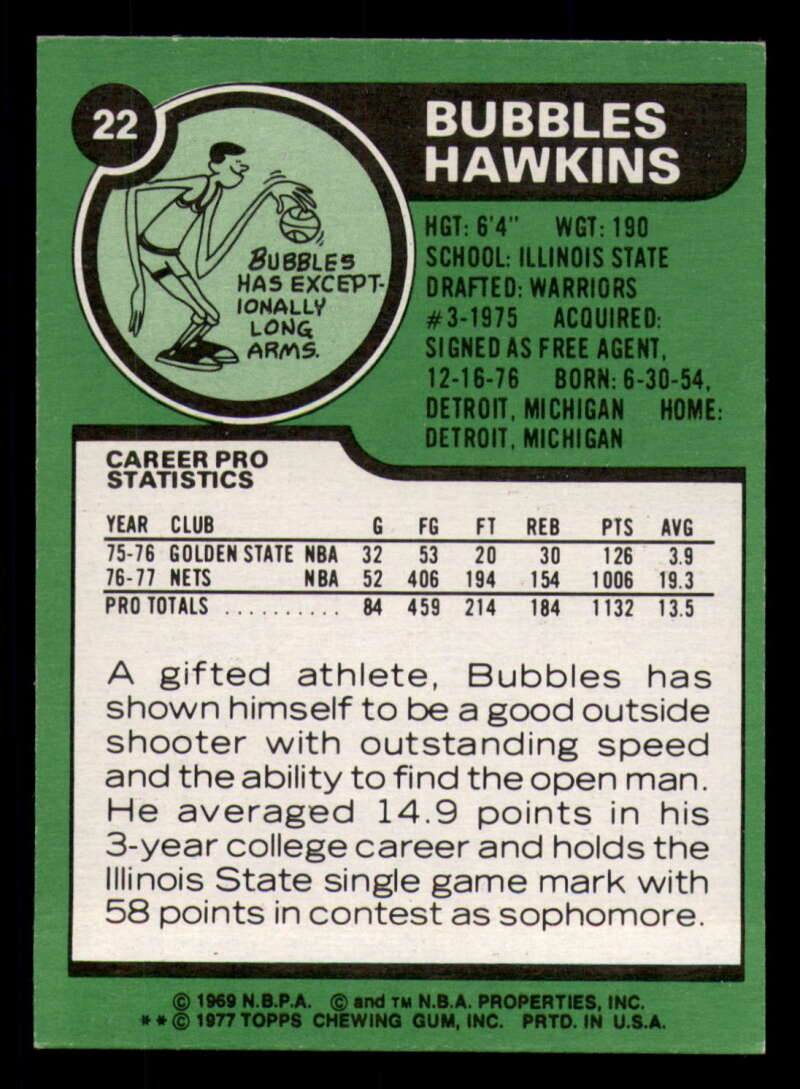 22
BUBBLES
HAWKINS
BUBBLES
HAS EXCEPT-
IONALLY
LONG
ARMS.
HGT: 6'4" WGT: 190
SCHOOL: ILLINOIS STATE
DRAFTED: WARRIORS
#3-1975 ACQUIRED:
SIGNED AS FREE AGENT,
12-16-76 BORN: 6-30-54,
DETROIT, MICHIGAN HOME:
DETROIT, MICHIGAN
CAREER PRO
STATISTICS
YEAR CLUB G FG FT REB PTS AVG
75-76 GOLDEN STATE NBA 32 53 20 30 126 3.9
76-77 NETS NBA 52 406 194 154 1006 19.3
PRO TOTALS .......... 84 459 214 184 1132 13.5
A gifted athlete, Bubbles has
shown himself to be a good outside
shooter with outstanding speed
and the ability to find the open man.
He averaged 14.9 points in his
3-year college career and holds the
Illinois State single game mark with
58 points in contest as sophomore.
© 1969 N.B.P.A. © and TM N.B.A. PROPERTIES, INC.
**© 1977 TOPPS CHEWING GUM, INC. PRTD. IN U.S.A.